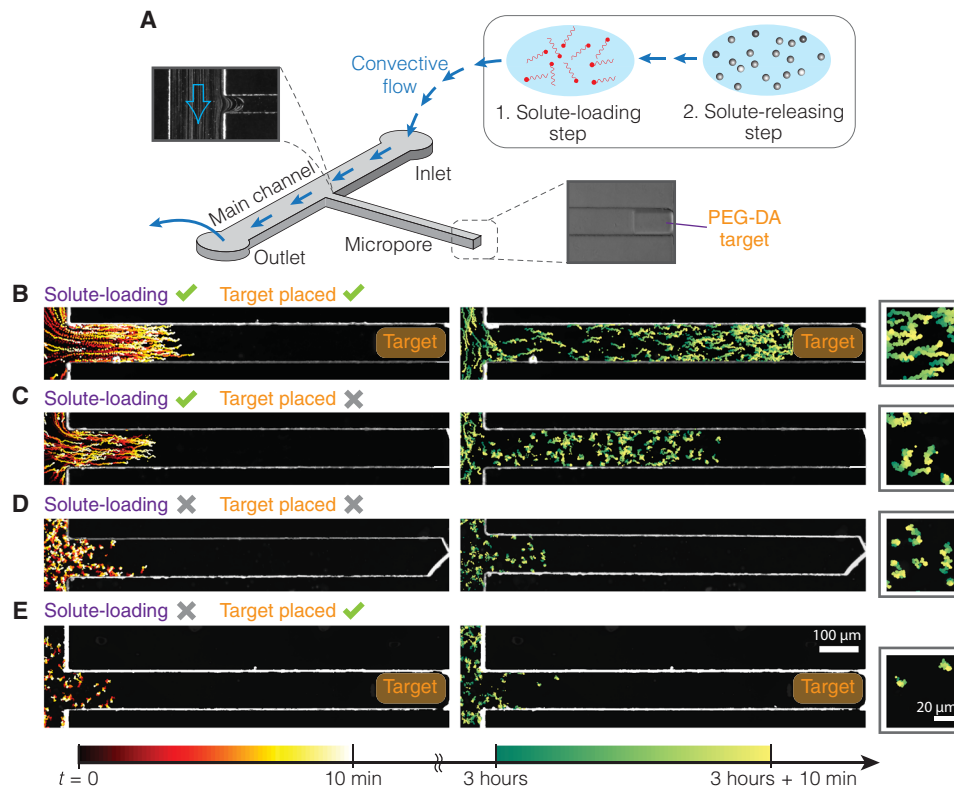 A
Convective
flow
1. Solute-loading
step
2. Solute-releasing
step
Main channel
Inlet
Outlet
Micropore
PEG-DA
target
B
Solute-loading ✓ Target placed ✓
Target
Target
C
Solute-loading ✓ Target placed ✕
D
Solute-loading ✕ Target placed ✕
E
Solute-loading ✕ Target placed ✓
100 µm
Target
Target
20 µm
t = 0
10 min
3 hours
3 hours + 10 min